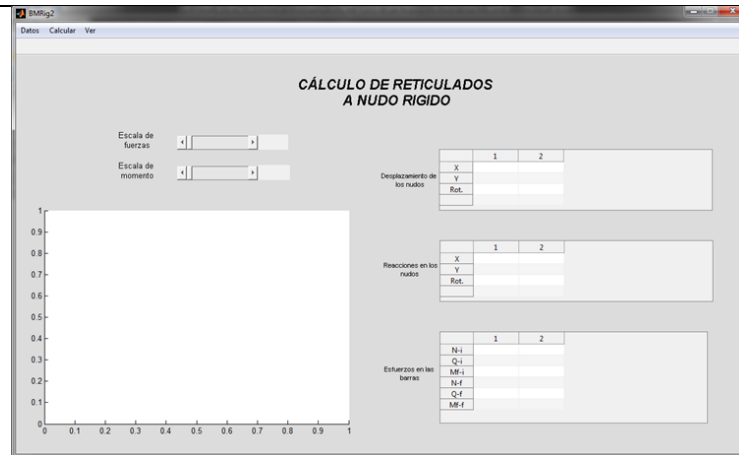 BMRig2
Datos Calcular Ver
CÁLCULO DE RETICULADOS
A NUDO RIGIDO
Escala de
fuerzas
Escala de
momento
Desplazamiento de
los nudos
1 2
X
Y
Rot.
Reacciones en los
nudos
1 2
X
Y
Rot.
Esfuerzos en las
barras
1 2
N-i
Q-i
Mf-i
N-f
Q-f
Mf-f
1
0.9
0.8
0.7
0.6
0.5
0.4
0.3
0.2
0.1
0
0 0.1 0.2 0.3 0.4 0.5 0.6 0.7 0.8 0.9 1